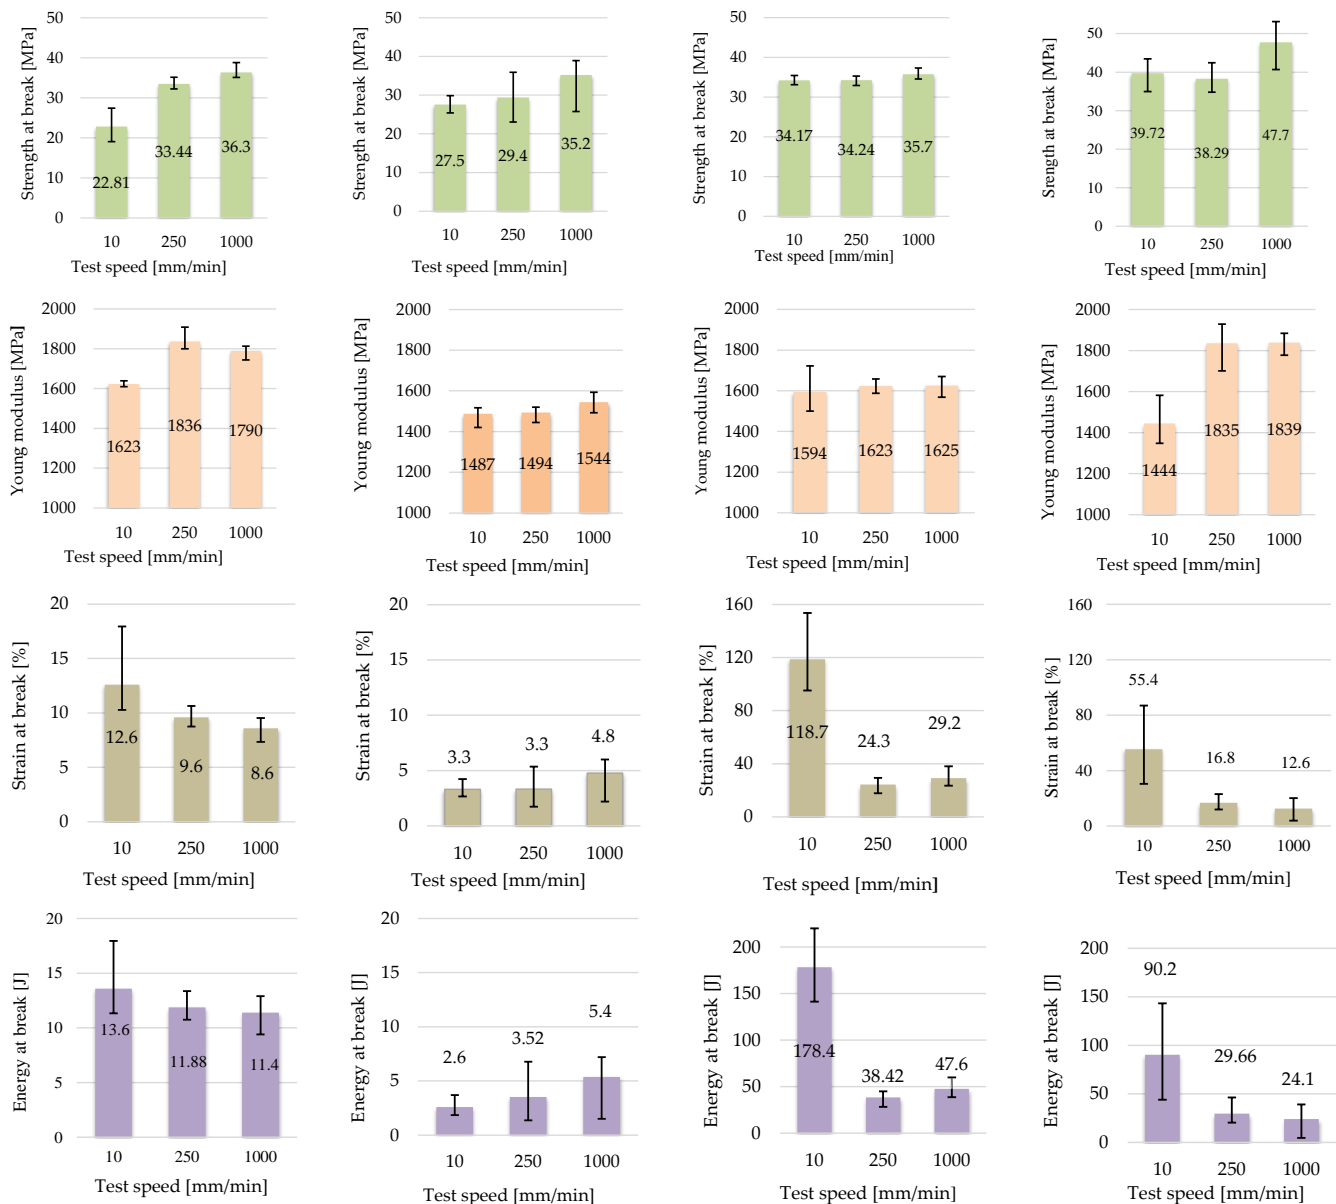 Strength at break [MPa]
50
40
30
20
10
0
22.81
33.44
36.3
10 250 1000
Test speed [mm/min]
Strength at break [MPa]
50
40
30
20
10
0
27.5
29.4
35.2
10 250 1000
Test speed [mm/min]
Strength at break [MPa]
50
40
30
20
10
0
34.17
34.24
35.7
10 250 1000
Test speed [mm/min]
Srength at break [MPa]
50
40
30
20
10
0
39.72
38.29
47.7
10 250 1000
Test speed [mm/min]
Young modulus [MPa]
2000
1800
1600
1400
1200
1000
1623
1836
1790
10 250 1000
Test speed [mm/min]
Young modulus [MPa]
2000
1800
1600
1400
1200
1000
1487
1494
1544
10 250 1000
Test speed [mm/min]
Young modulus [MPa]
2000
1800
1600
1400
1200
1000
1594
1623
1625
10 250 1000
Test speed [mm/min]
Young modulus [MPa]
2000
1800
1600
1400
1200
1000
1444
1835
1839
10 250 1000
Test speed [mm/min]
Strain at break [%]
20
15
10
5
0
12.6
9.6
8.6
10 250 1000
Test speed [mm/min]
Strain at break [%]
20
15
10
5
0
3.3
3.3
4.8
10 250 1000
Test speed [mm/min]
Strain at break [%]
160
120
80
40
0
118.7
24.3
29.2
10 250 1000
Test speed [mm/min]
Strain at break [%]
160
120
80
40
0
55.4
16.8
12.6
10 250 1000
Test speed [mm/min]
Energy at break [J]
20
15
10
5
0
13.6
11.88
11.4
10 250 1000
Test speed [mm/min]
Energy at break [J]
20
15
10
5
0
2.6
3.52
5.4
10 250 1000
Test speed [mm/min]
Energy at break [J]
200
150
100
50
0
178.4
38.42
47.6
10 250 1000
Test speed [mm/min]
Energy at break [J]
200
150
100
50
0
90.2
29.66
24.1
10 250 1000
Test speed [mm/min]